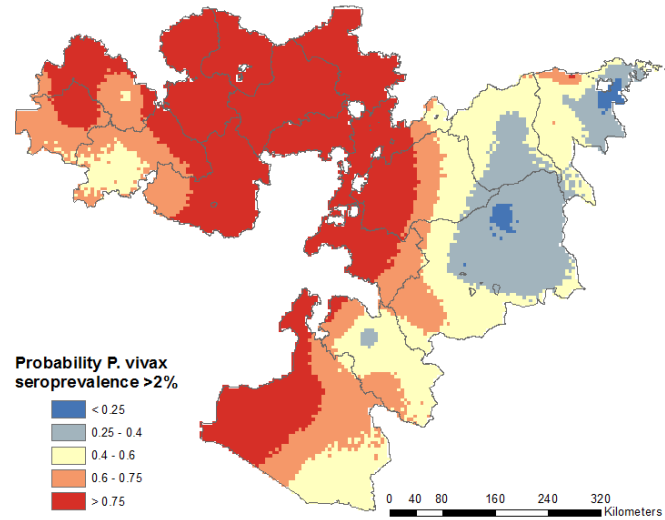 Probability P. vivax
seroprevalence >2%
< 0.25
0.25 - 0.4
0.4 - 0.6
0.6 - 0.75
> 0.75
0 40 80 160 240 320
Kilometers